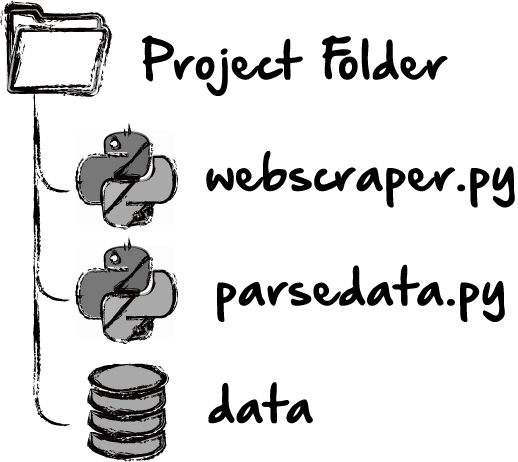 Project Folder
webscraper.py
parsedata.py
data